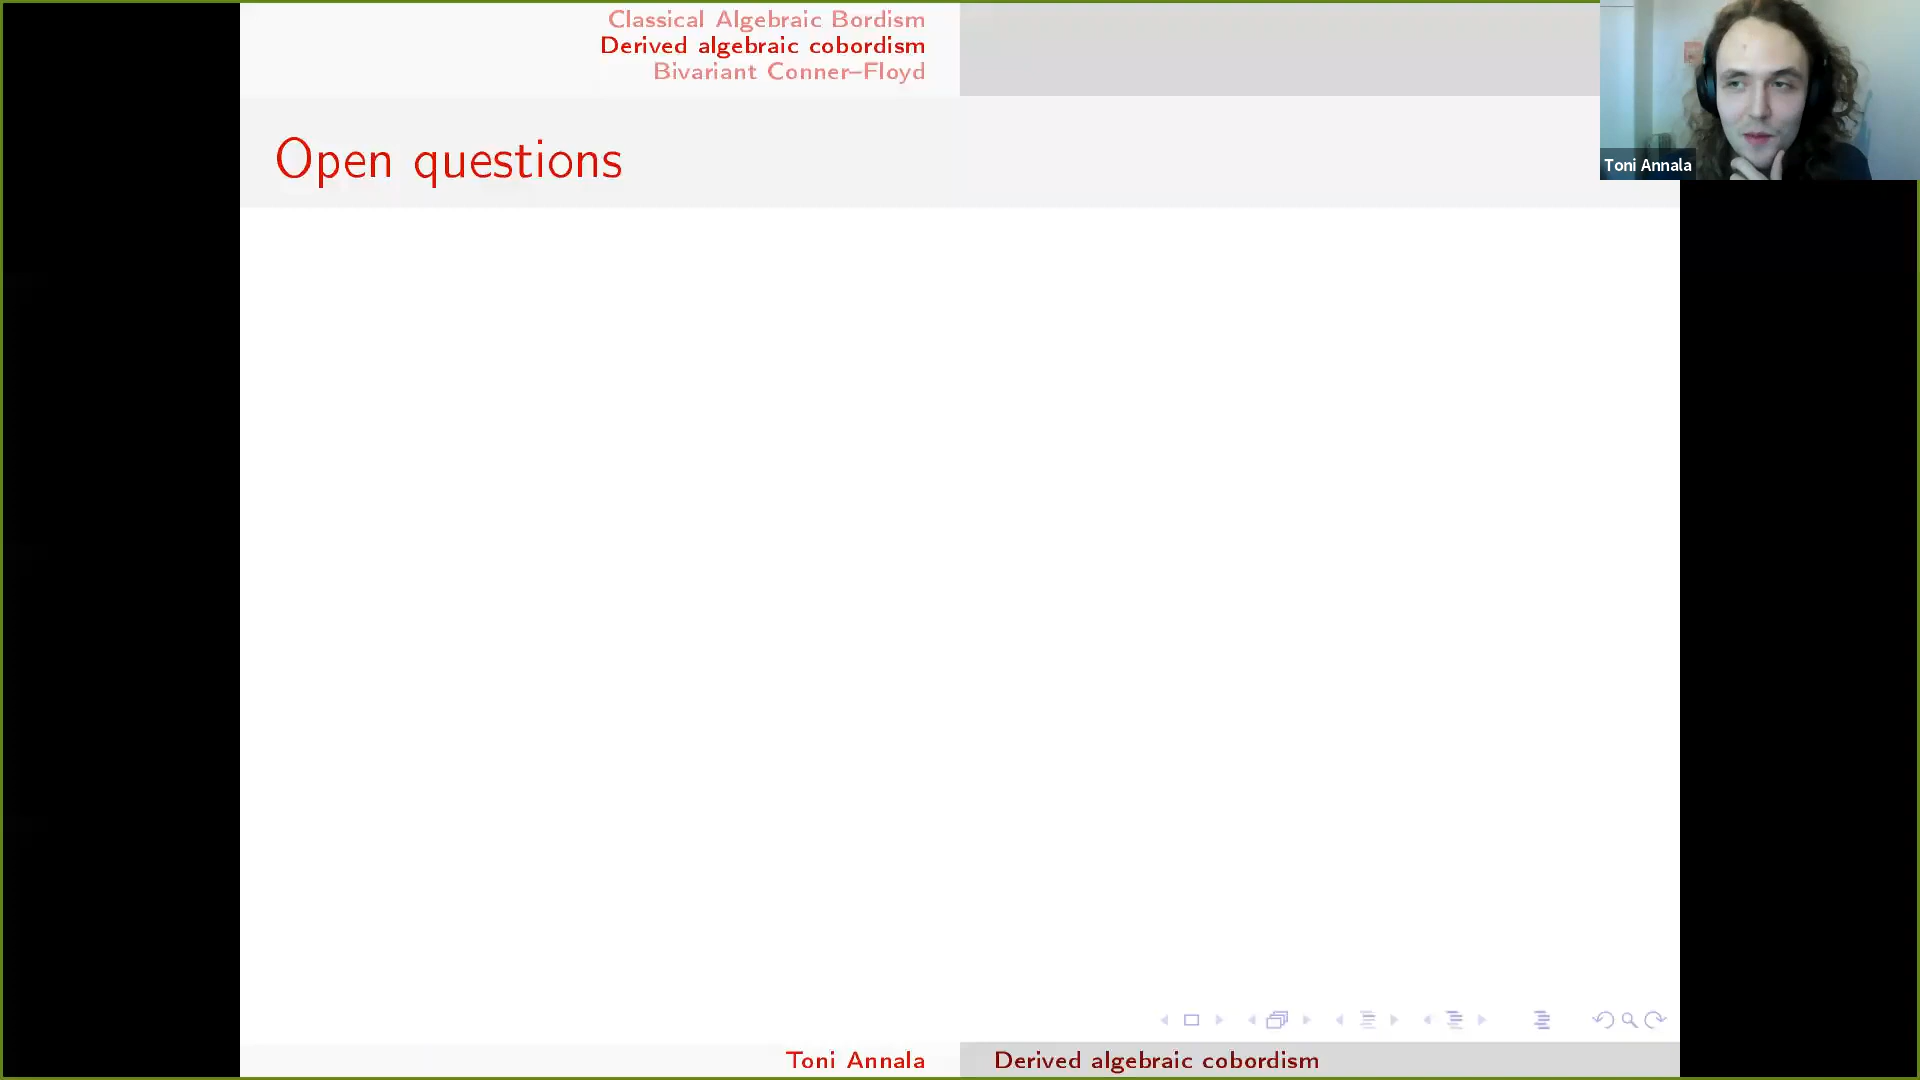 Classical Algebraic Bordism
Derived algebraic cobordism
Bivariant Conner–Floyd
Open questions
Toni Annala
Toni Annala
Derived algebraic cobordism